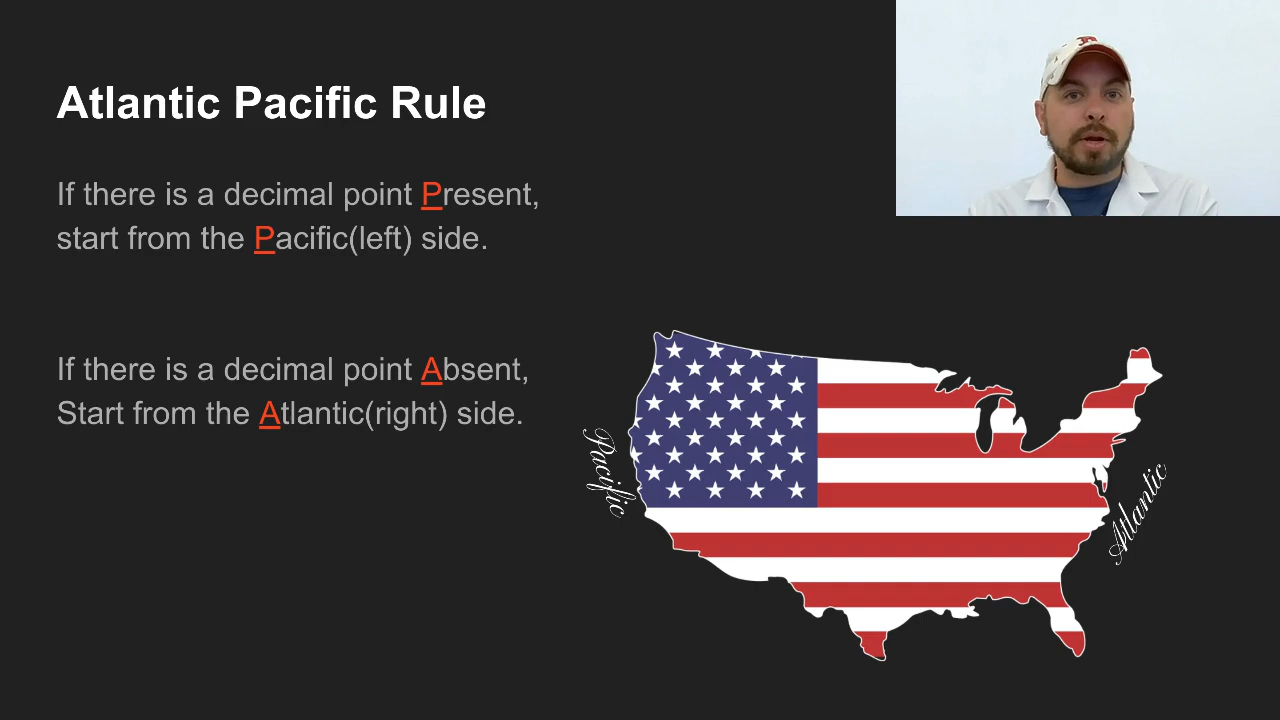 Atlantic Pacific Rule
If there is a decimal point Present,
start from the Pacific(left) side.
If there is a decimal point Absent,
Start from the Atlantic(right) side.
Pacific
Atlantic